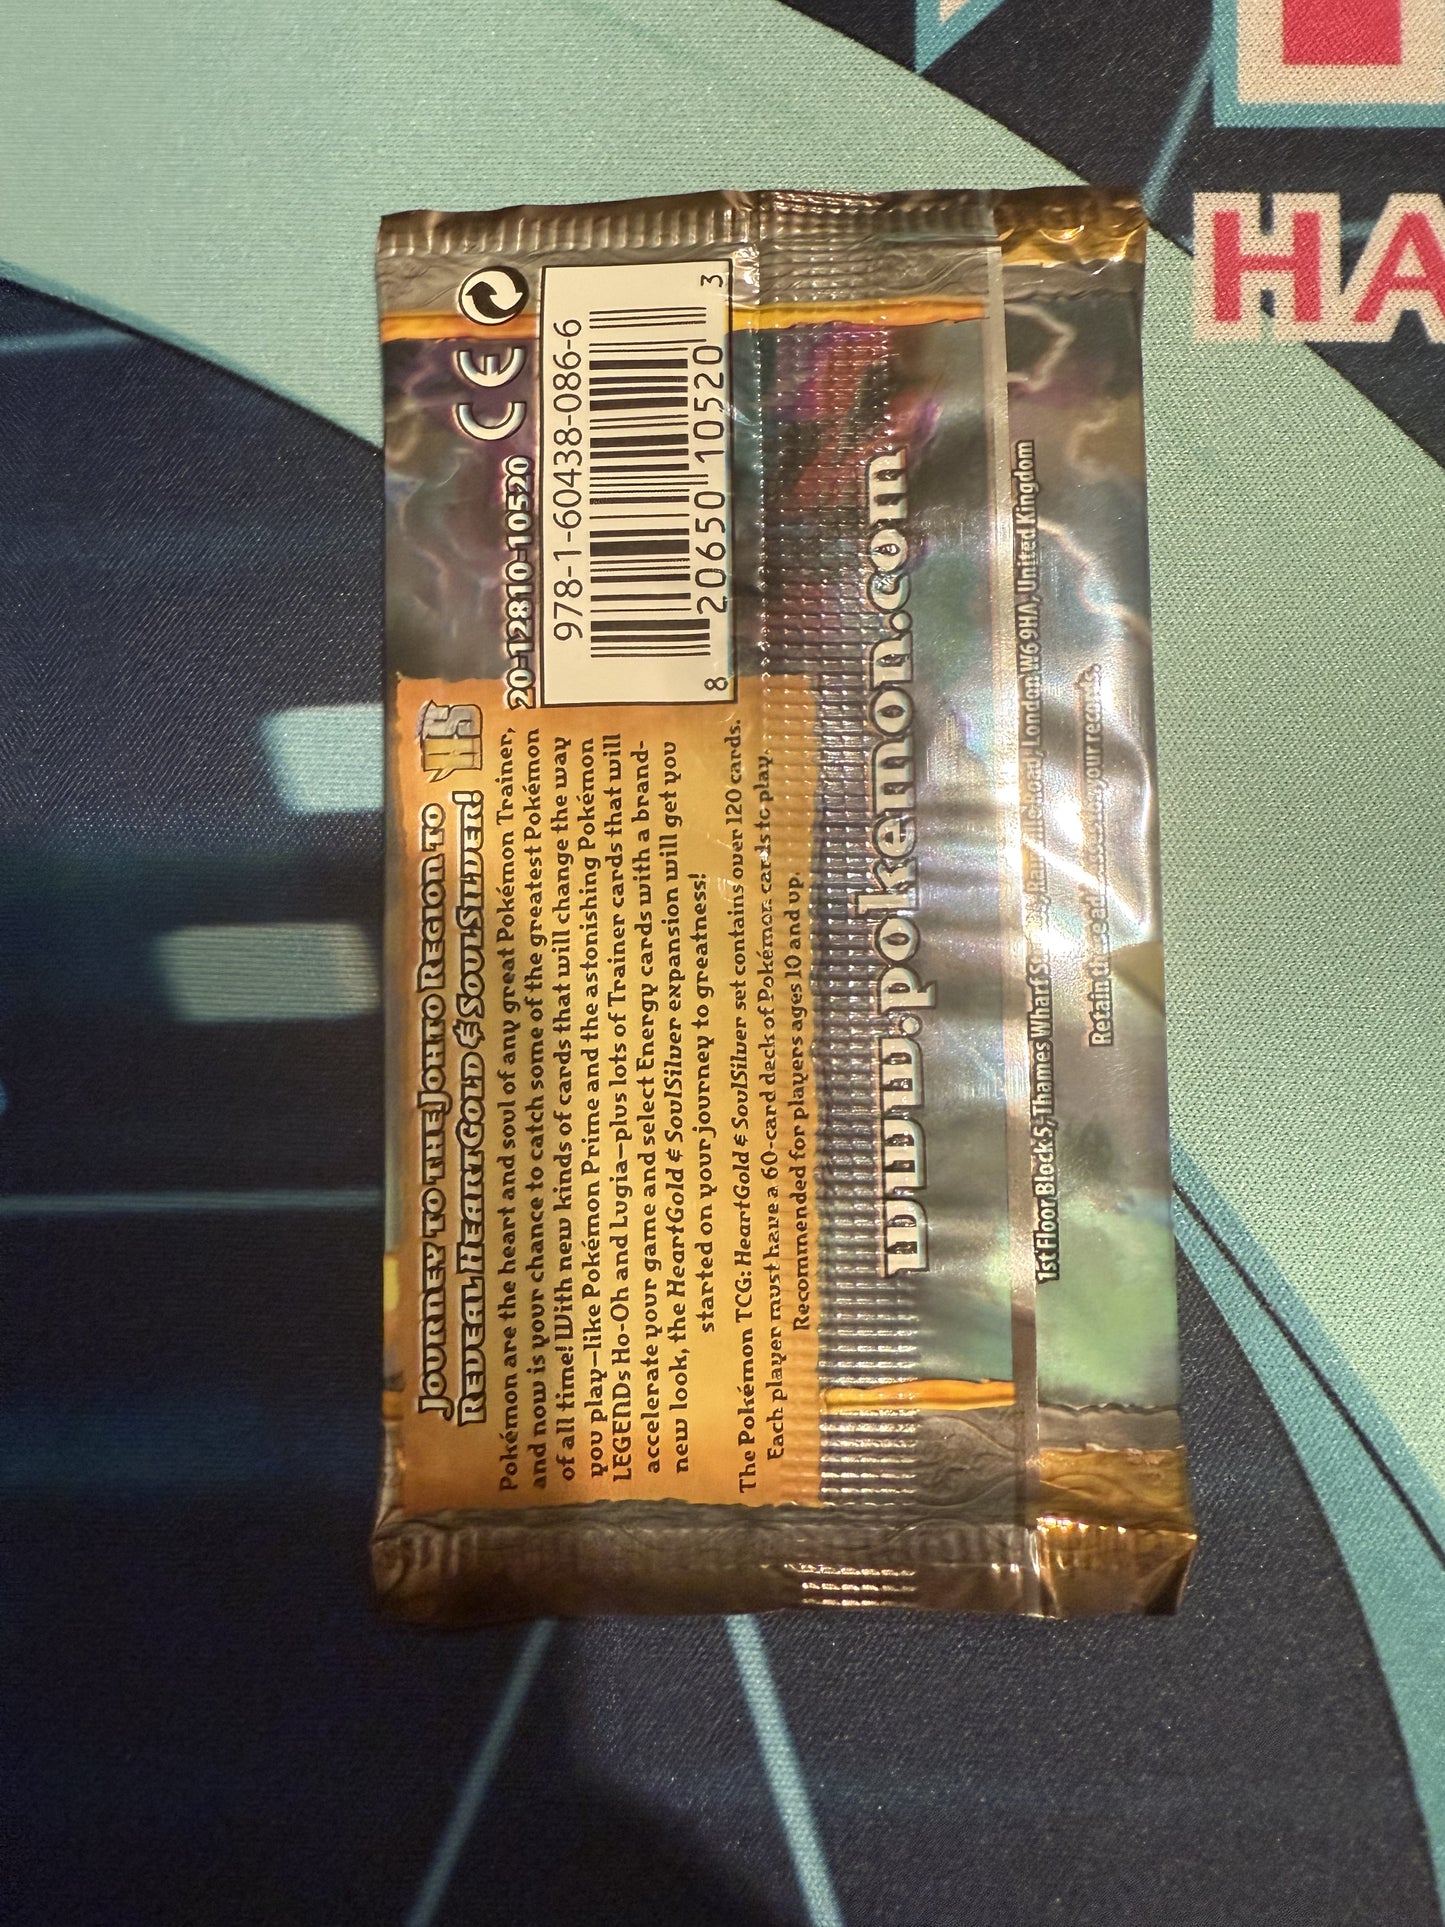 JOURNEY TO THE JOHTO REGION TO
REVEAL HEARTGOLD & SOULSILVER!
HS
Pokémon are the heart and soul of any great Pokémon Trainer,
and now is your chance to catch some of the greatest Pokémon
of all time! With new kinds of cards that will change the way
you play—like Pokémon Prime and the astonishing Pokémon
LEGENDs Ho-Oh and Lugia—plus lots of Trainer cards that will
accelerate your game and select Energy cards with a brand-
new look, the HeartGold & SoulSilver expansion will get you
started on your journey to greatness!
The Pokémon TCG: HeartGold & SoulSilver set contains over 120 cards.
Each player must have a 60-card deck of Pokémon cards to play.
Recommended for players ages 10 and up.
CE
20-12810-10520
978-1-60438-086-6
8 20650 10520 3
www.pokemon.com
1st Floor Block 5, Thames Wharf Road, London W6 9HA, United Kingdom
Retain your records.
HA